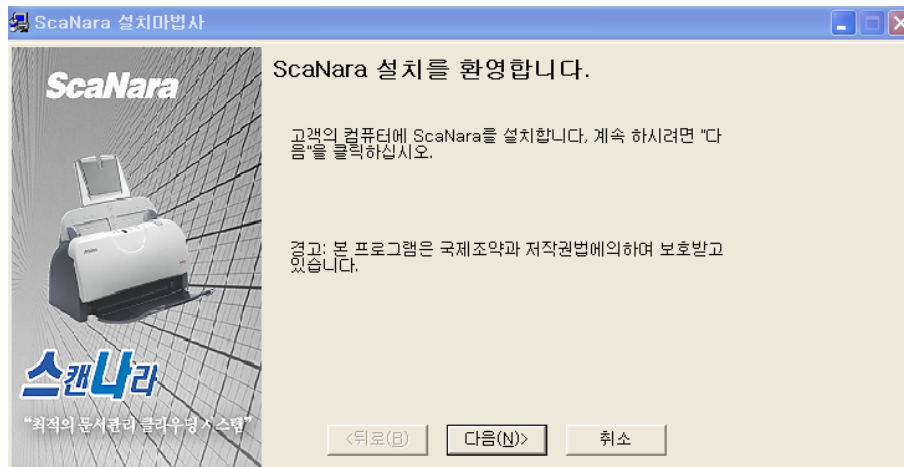 ScaNara 설치마법사
ScaNara
ScaNara 설치를 환영합니다.
고객의 컴퓨터에 ScaNara를 설치합니다, 계속 하시려면 "다
음"을 클릭하십시오.
경고: 본 프로그램은 국제조약과 저작권법에의하여 보호받고
있습니다.
스캔나라
"최적의 문서관리 클라우딩 시스템"
<뒤로(B) 다음(N)> 취소